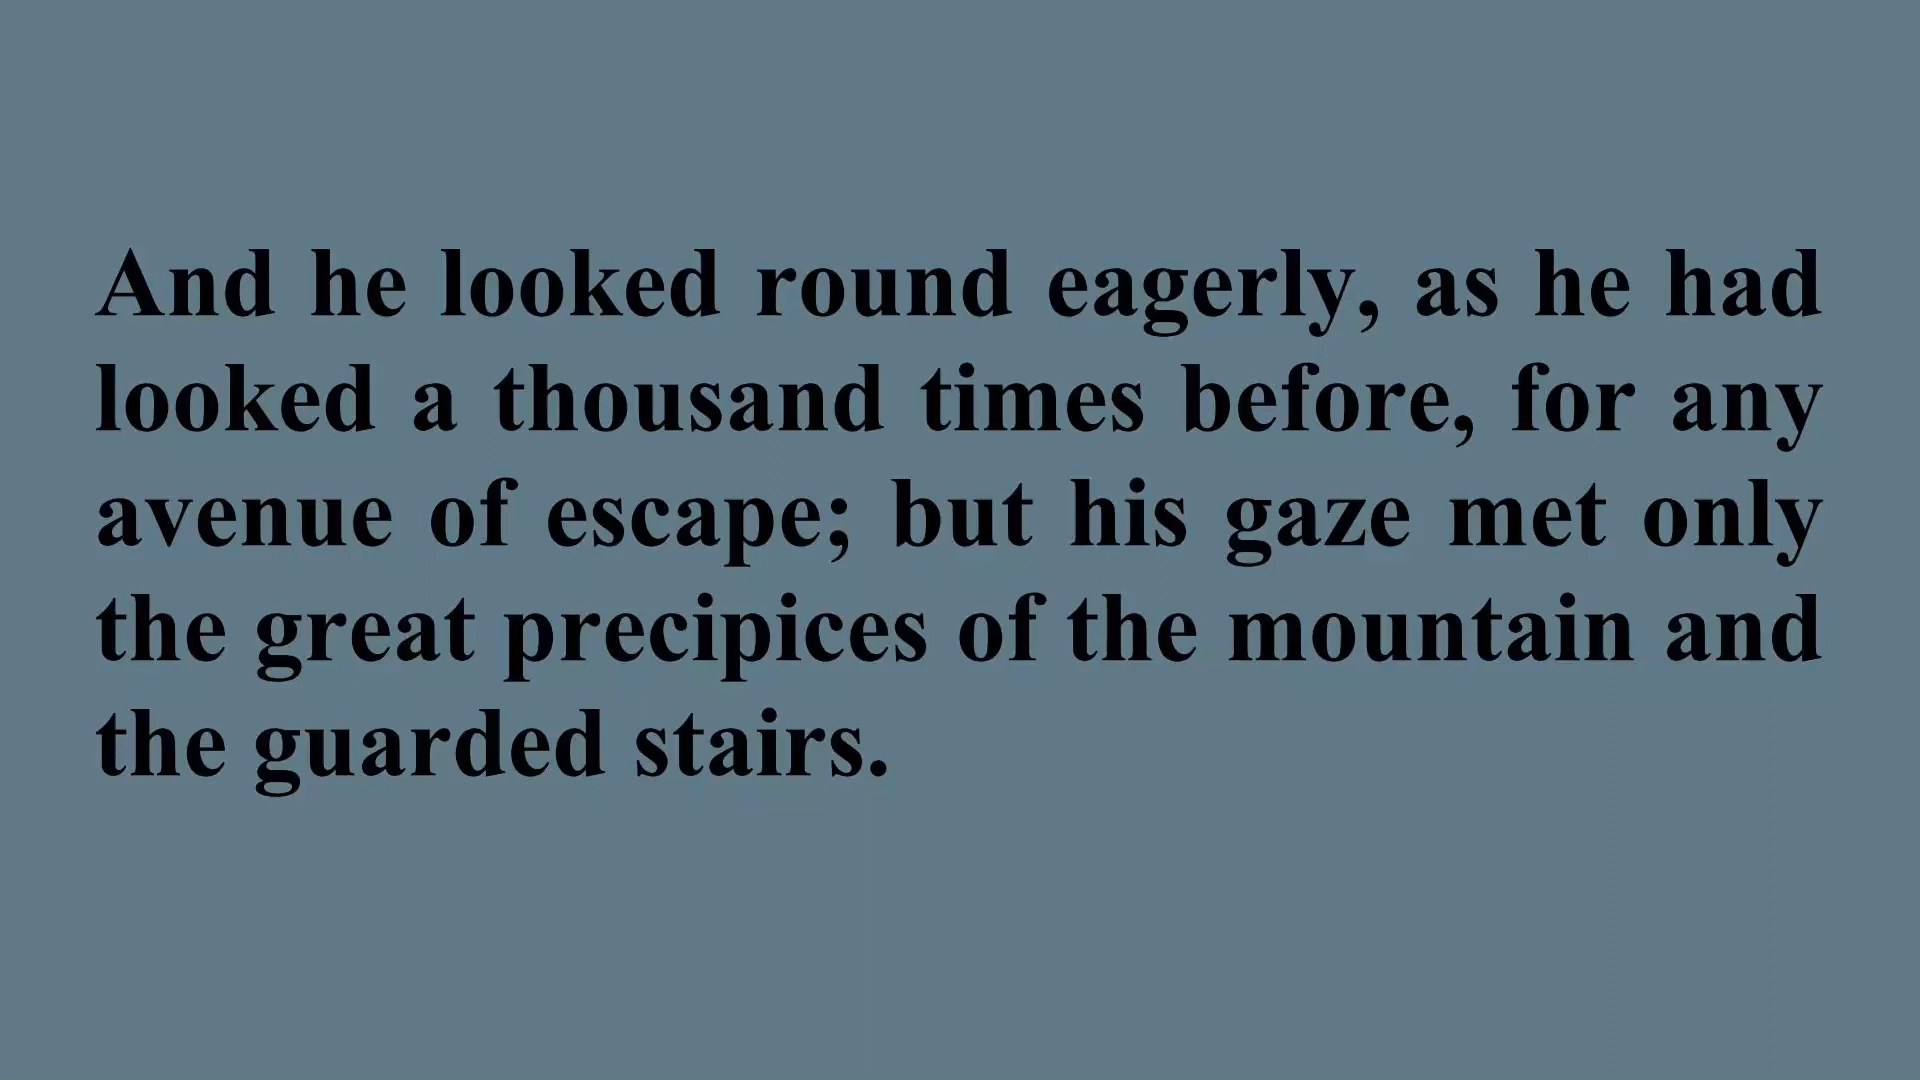 And he looked round eagerly, as he had
looked a thousand times before, for any
avenue of escape; but his gaze met only
the great precipices of the mountain and
the guarded stairs.